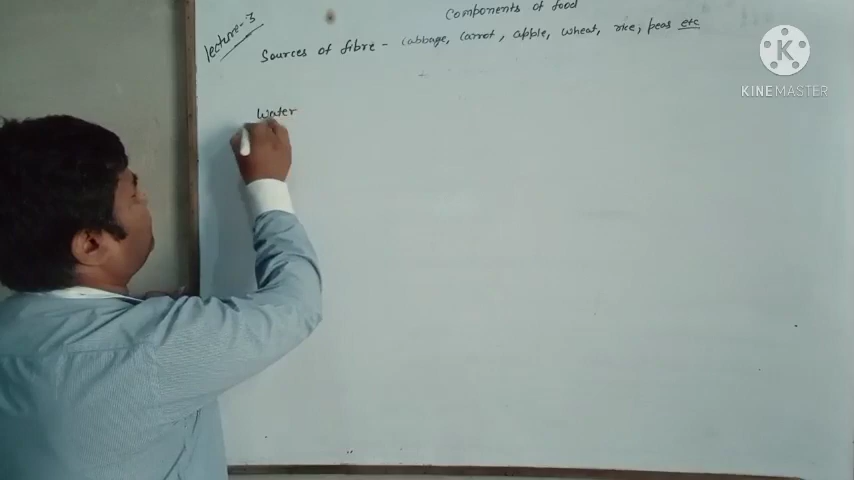 Components of food
Lecture-3
Sources of fibre - Cabbage, Carrot, apple, wheat, rice, peas etc
Water
K
KINEMASTER